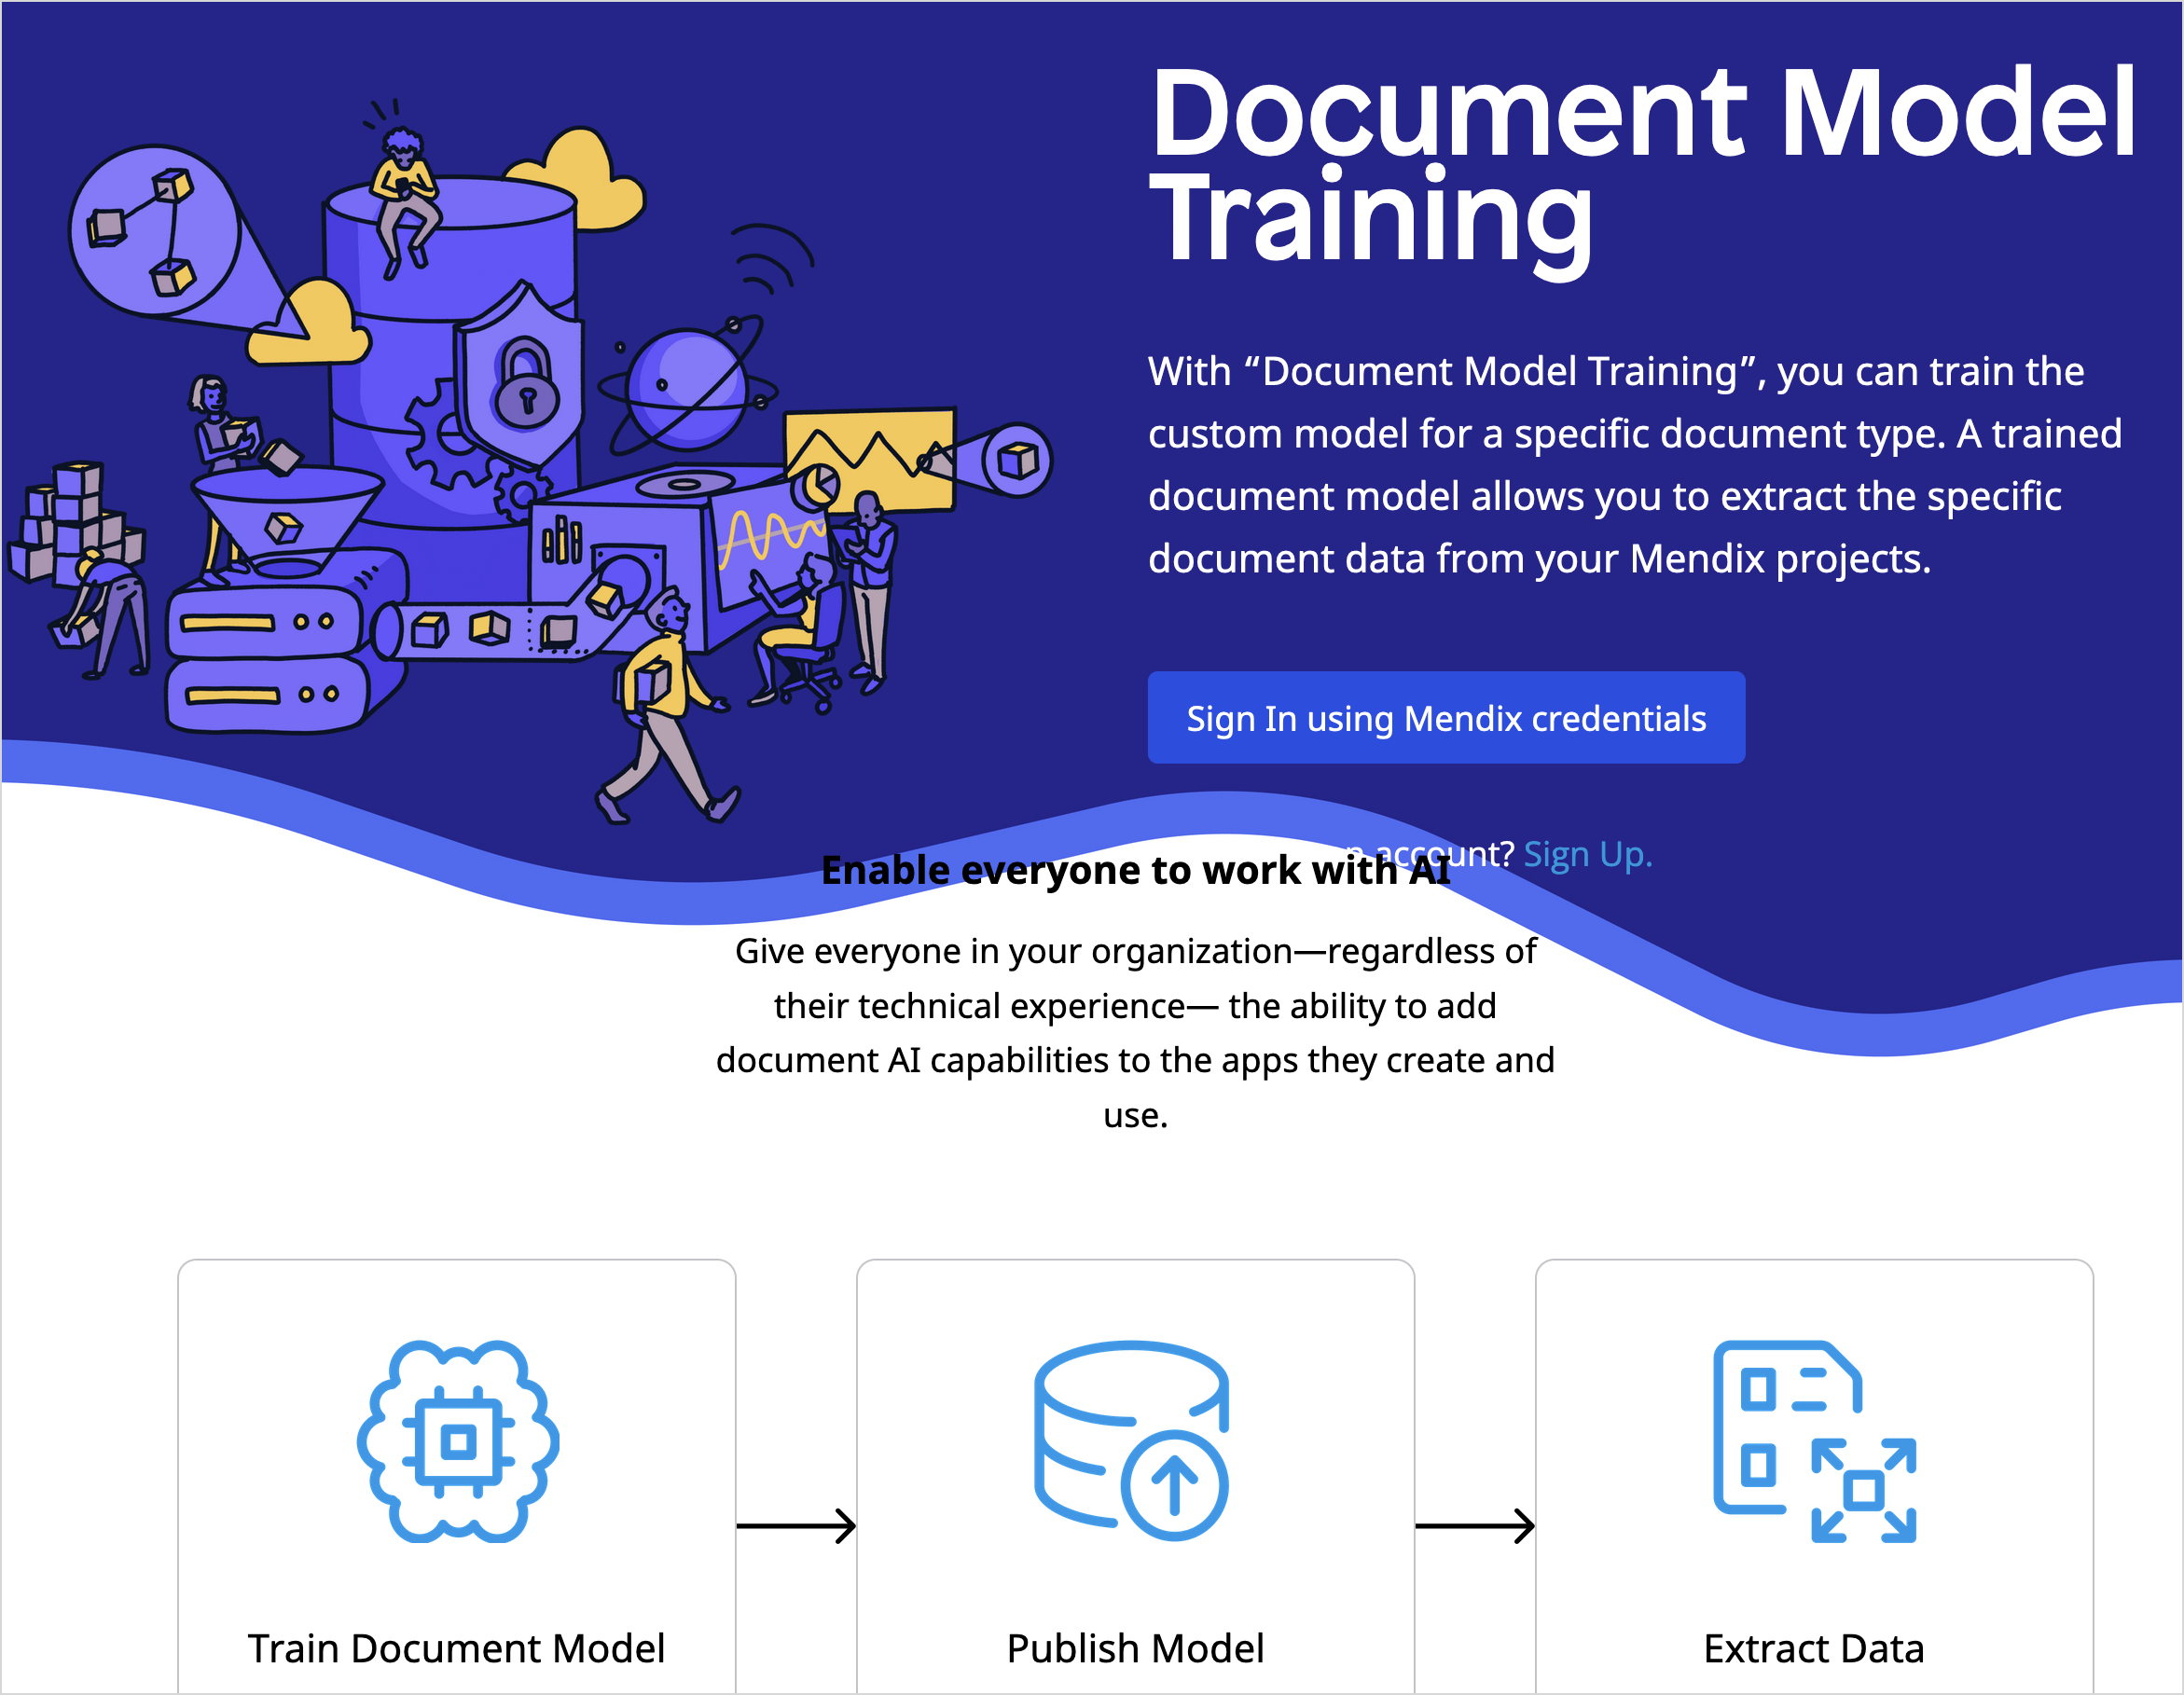 Document Model
Training
With “Document Model Training”, you can train the
custom model for a specific document type. A trained
document model allows you to extract the specific
document data from your Mendix projects.
Sign In using Mendix credentials
account? Sign Up.
Enable everyone to work with AI
Give everyone in your organization—regardless of
their technical experience— the ability to add
document AI capabilities to the apps they create and
use.
Train Document Model
Publish Model
Extract Data